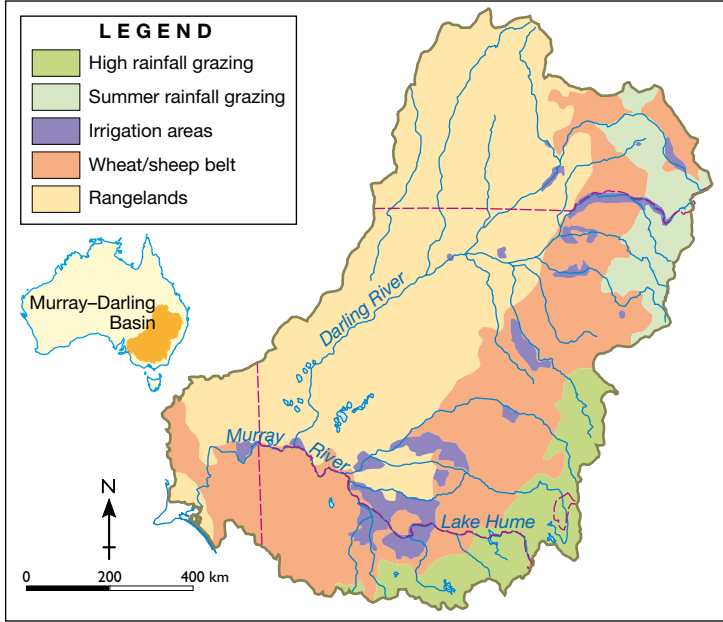 LEGEND
High rainfall grazing
Summer rainfall grazing
Irrigation areas
Wheat/sheep belt
Rangelands
Murray–Darling
Basin
Darling River
Murray
River
Lake Hume
N
0 200 400 km